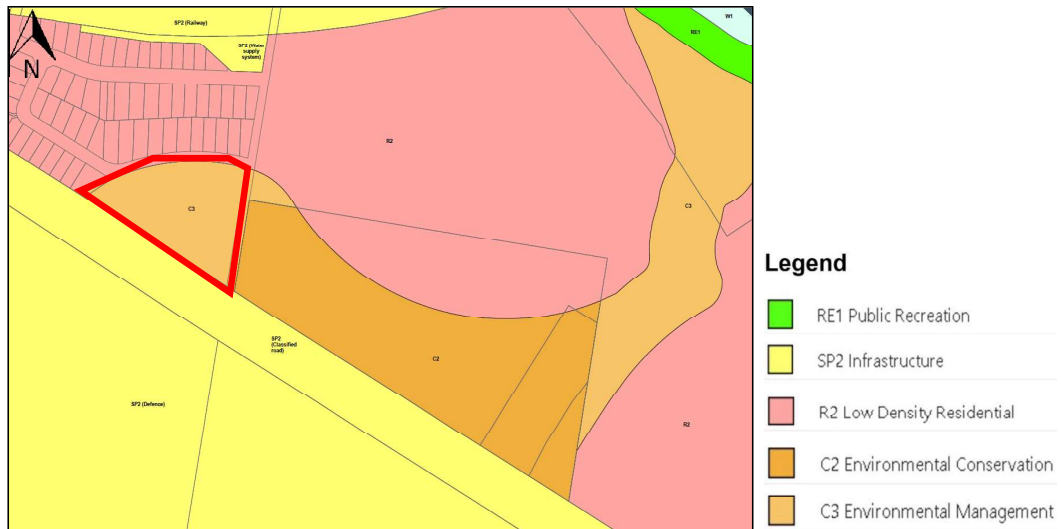 SP2 (Railway)
W1
RE1
SP2 (Water
supply
system)
N
R2
C3
C3
SP2
(Classified
road)
C2
SP2 (Defence)
R2
Legend
RE1 Public Recreation
SP2 Infrastructure
R2 Low Density Residential
C2 Environmental Conservation
C3 Environmental Management